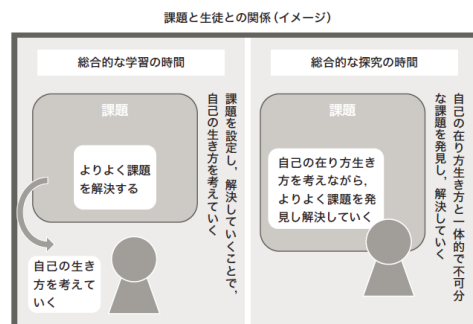 課題と生徒との関係（イメージ）
総合的な学習の時間
課題
よりよく課題
を解決する
自己の生き
方を考えて
いく
課題を設定し，解決していくことで，
自己の生き方を考えていく
総合的な探究の時間
課題
自己の在り方生き
方を考えながら，
よりよく課題を発
見し解決していく
自己の在り方生き方と一体的で不可分
な課題を発見し，解決していく